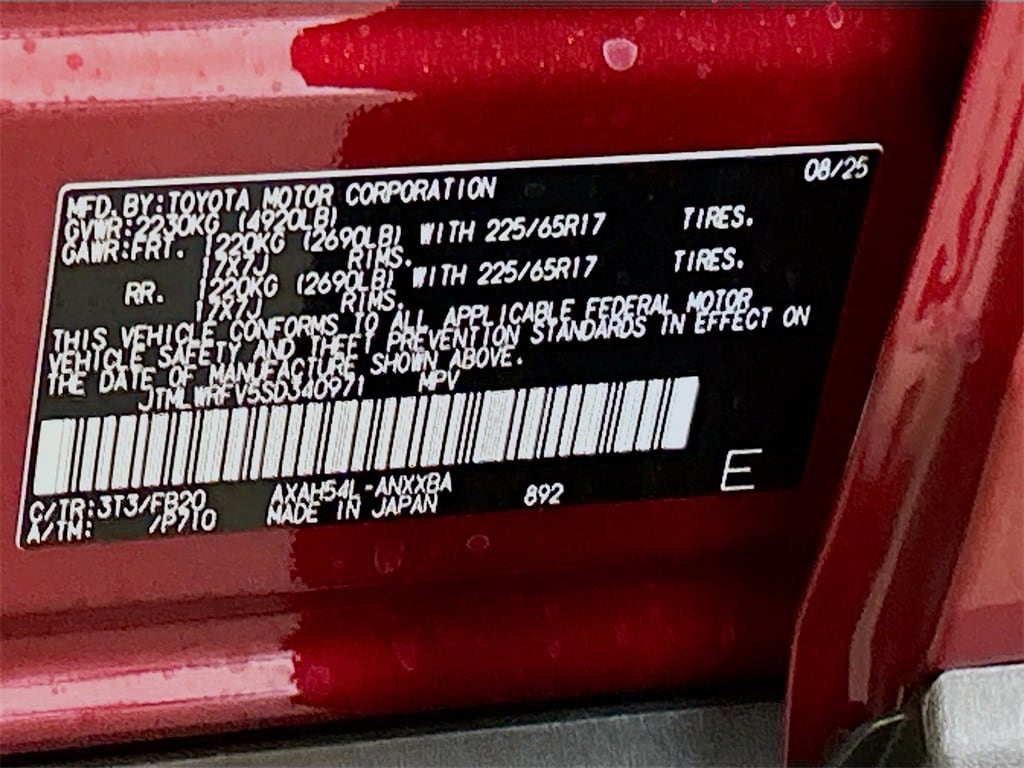 08/25
MFD. BY:TOYOTA MOTOR CORPORATION
GVWR:2230KG (4920LB)
GAWR:FRT. 1220KG (2690LB) WITH 225/65R17 TIRES.
17X7J RIMS.
RR. 1220KG (2690LB) WITH 225/65R17 TIRES.
17X7J RIMS.
THIS VEHICLE CONFORMS TO ALL APPLICABLE FEDERAL MOTOR
VEHICLE SAFETY AND THEFT PREVENTION STANDARDS IN EFFECT ON
THE DATE OF MANUFACTURE SHOWN ABOVE.
JTMLWRFV5SD340971 MPV
C/TR:3T3/FB20 AXAH54L-ANXXBA 892 E
A/TM: /P710 MADE IN JAPAN